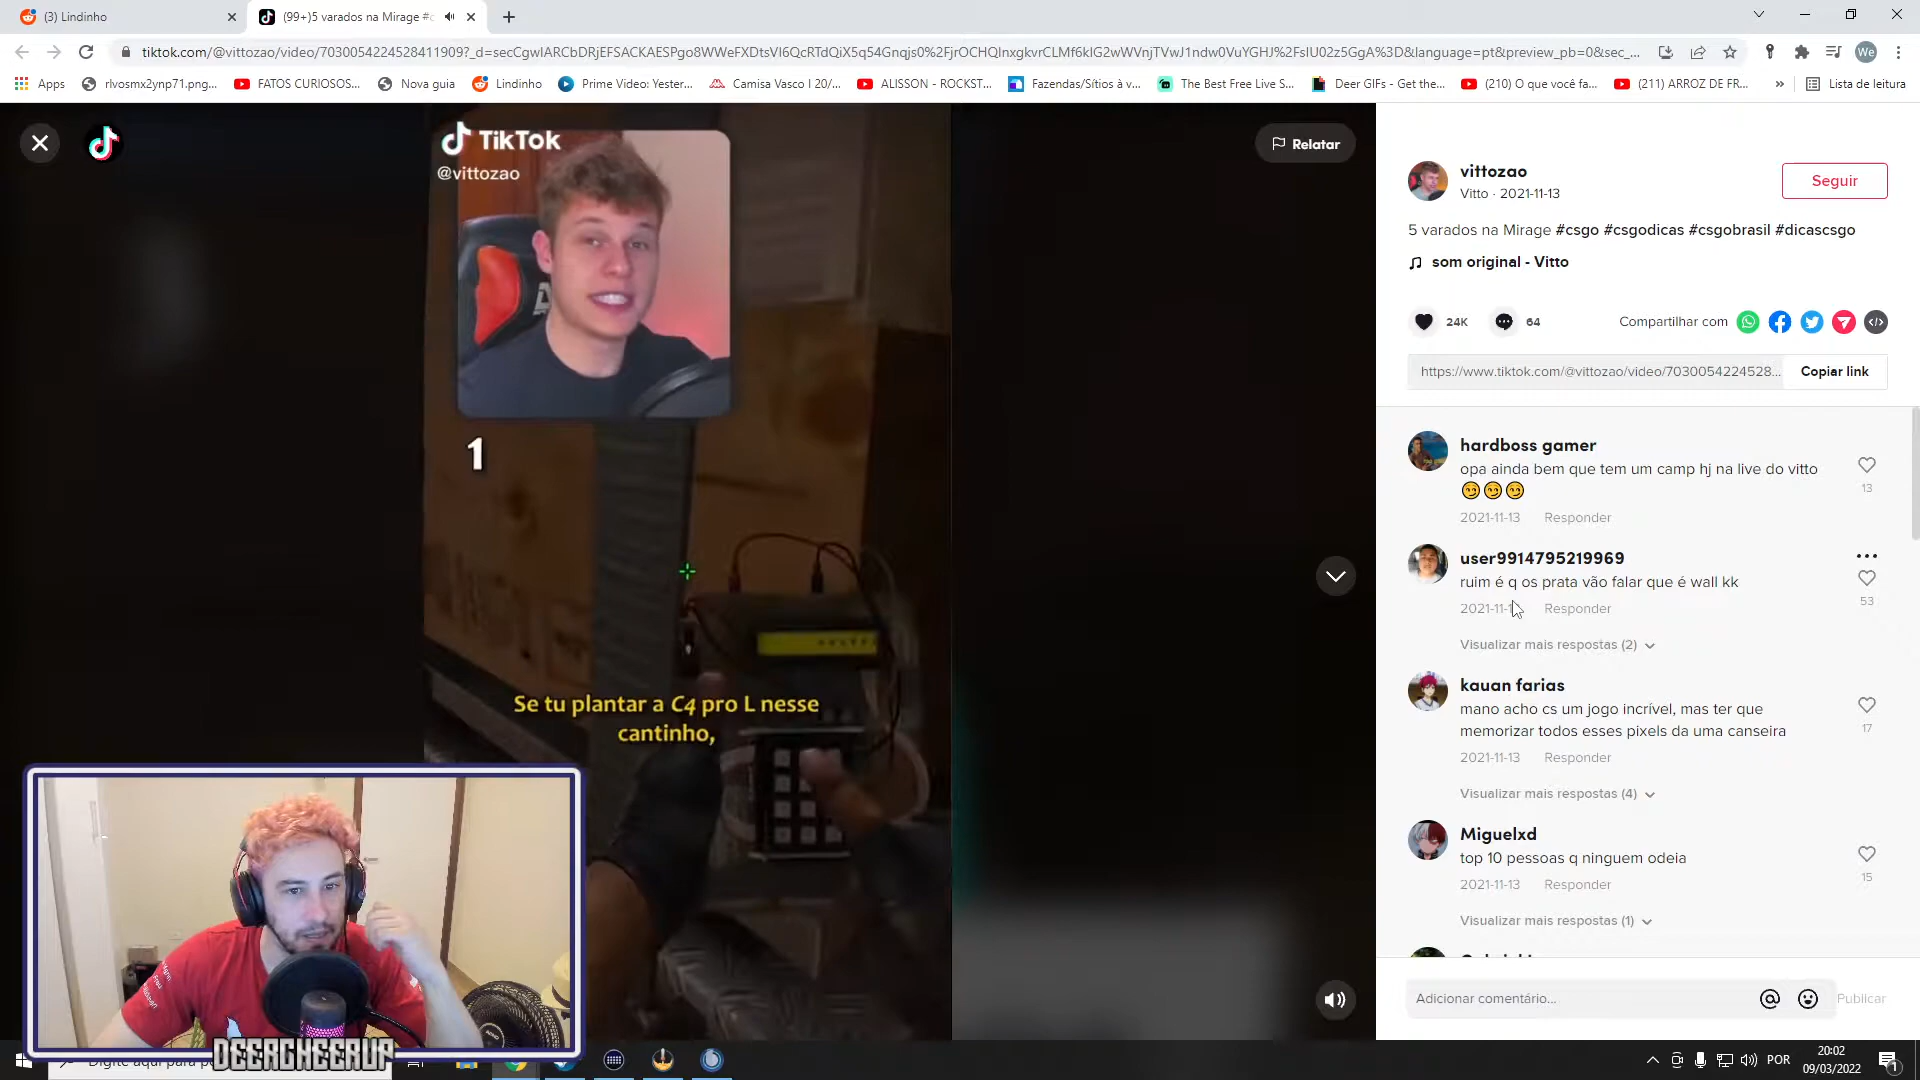 (3) Lindinho
(99+)5 varados na Mirage #c
tiktok.com/@vittozao/video/7030054224528411909?_d=secCgwIARCbDRjEFSACKAESPgo8WWeFXDtsVI6QcRTdQiX5q54Gnqjs0%2FjrOCHQInxgkvrCLMf6kIG2wWVnjTVwJ1ndw0VuYGHJ%2FsIU02z5GgA%3D&language=pt&preview_pb=0&sec_...
We
Apps
rlvosmx2ynp71.png...
FATOS CURIOSOS...
Nova guia
Lindinho
Prime Video: Yester...
Camisa Vasco I 20/...
ALISSON - ROCKST...
Fazendas/Sítios à v...
The Best Free Live S...
Deer GIFs - Get the...
(210) O que você fa...
(211) ARROZ DE FR...
Lista de leitura
TikTok
@vittozao
Relatar
1
Se tu plantar a C4 pro L nesse
cantinho,
DEERCHEERUP
vittozao
Vitto · 2021-11-13
Seguir
5 varados na Mirage #csgo #csgodicas #csgobrasil #dicascsgo
som original - Vitto
24K
64
Compartilhar com
https://www.tiktok.com/@vittozao/video/7030054224528...
Copiar link
hardboss gamer
opa ainda bem que tem um camp hj na live do vitto
😏😏😏
13
2021-11-13 Responder
user9914795219969
ruim é q os prata vão falar que é wall kk
53
2021-11-1 Responder
Visualizar mais respostas (2)
kauan farias
mano acho cs um jogo incrível, mas ter que
memorizar todos esses pixels da uma canseira
17
2021-11-13 Responder
Visualizar mais respostas (4)
Miguelxd
top 10 pessoas q ninguem odeia
15
2021-11-13 Responder
Visualizar mais respostas (1)
Adicionar comentário...
Publicar
Digite aqui para
POR
20:02
09/03/2022
1